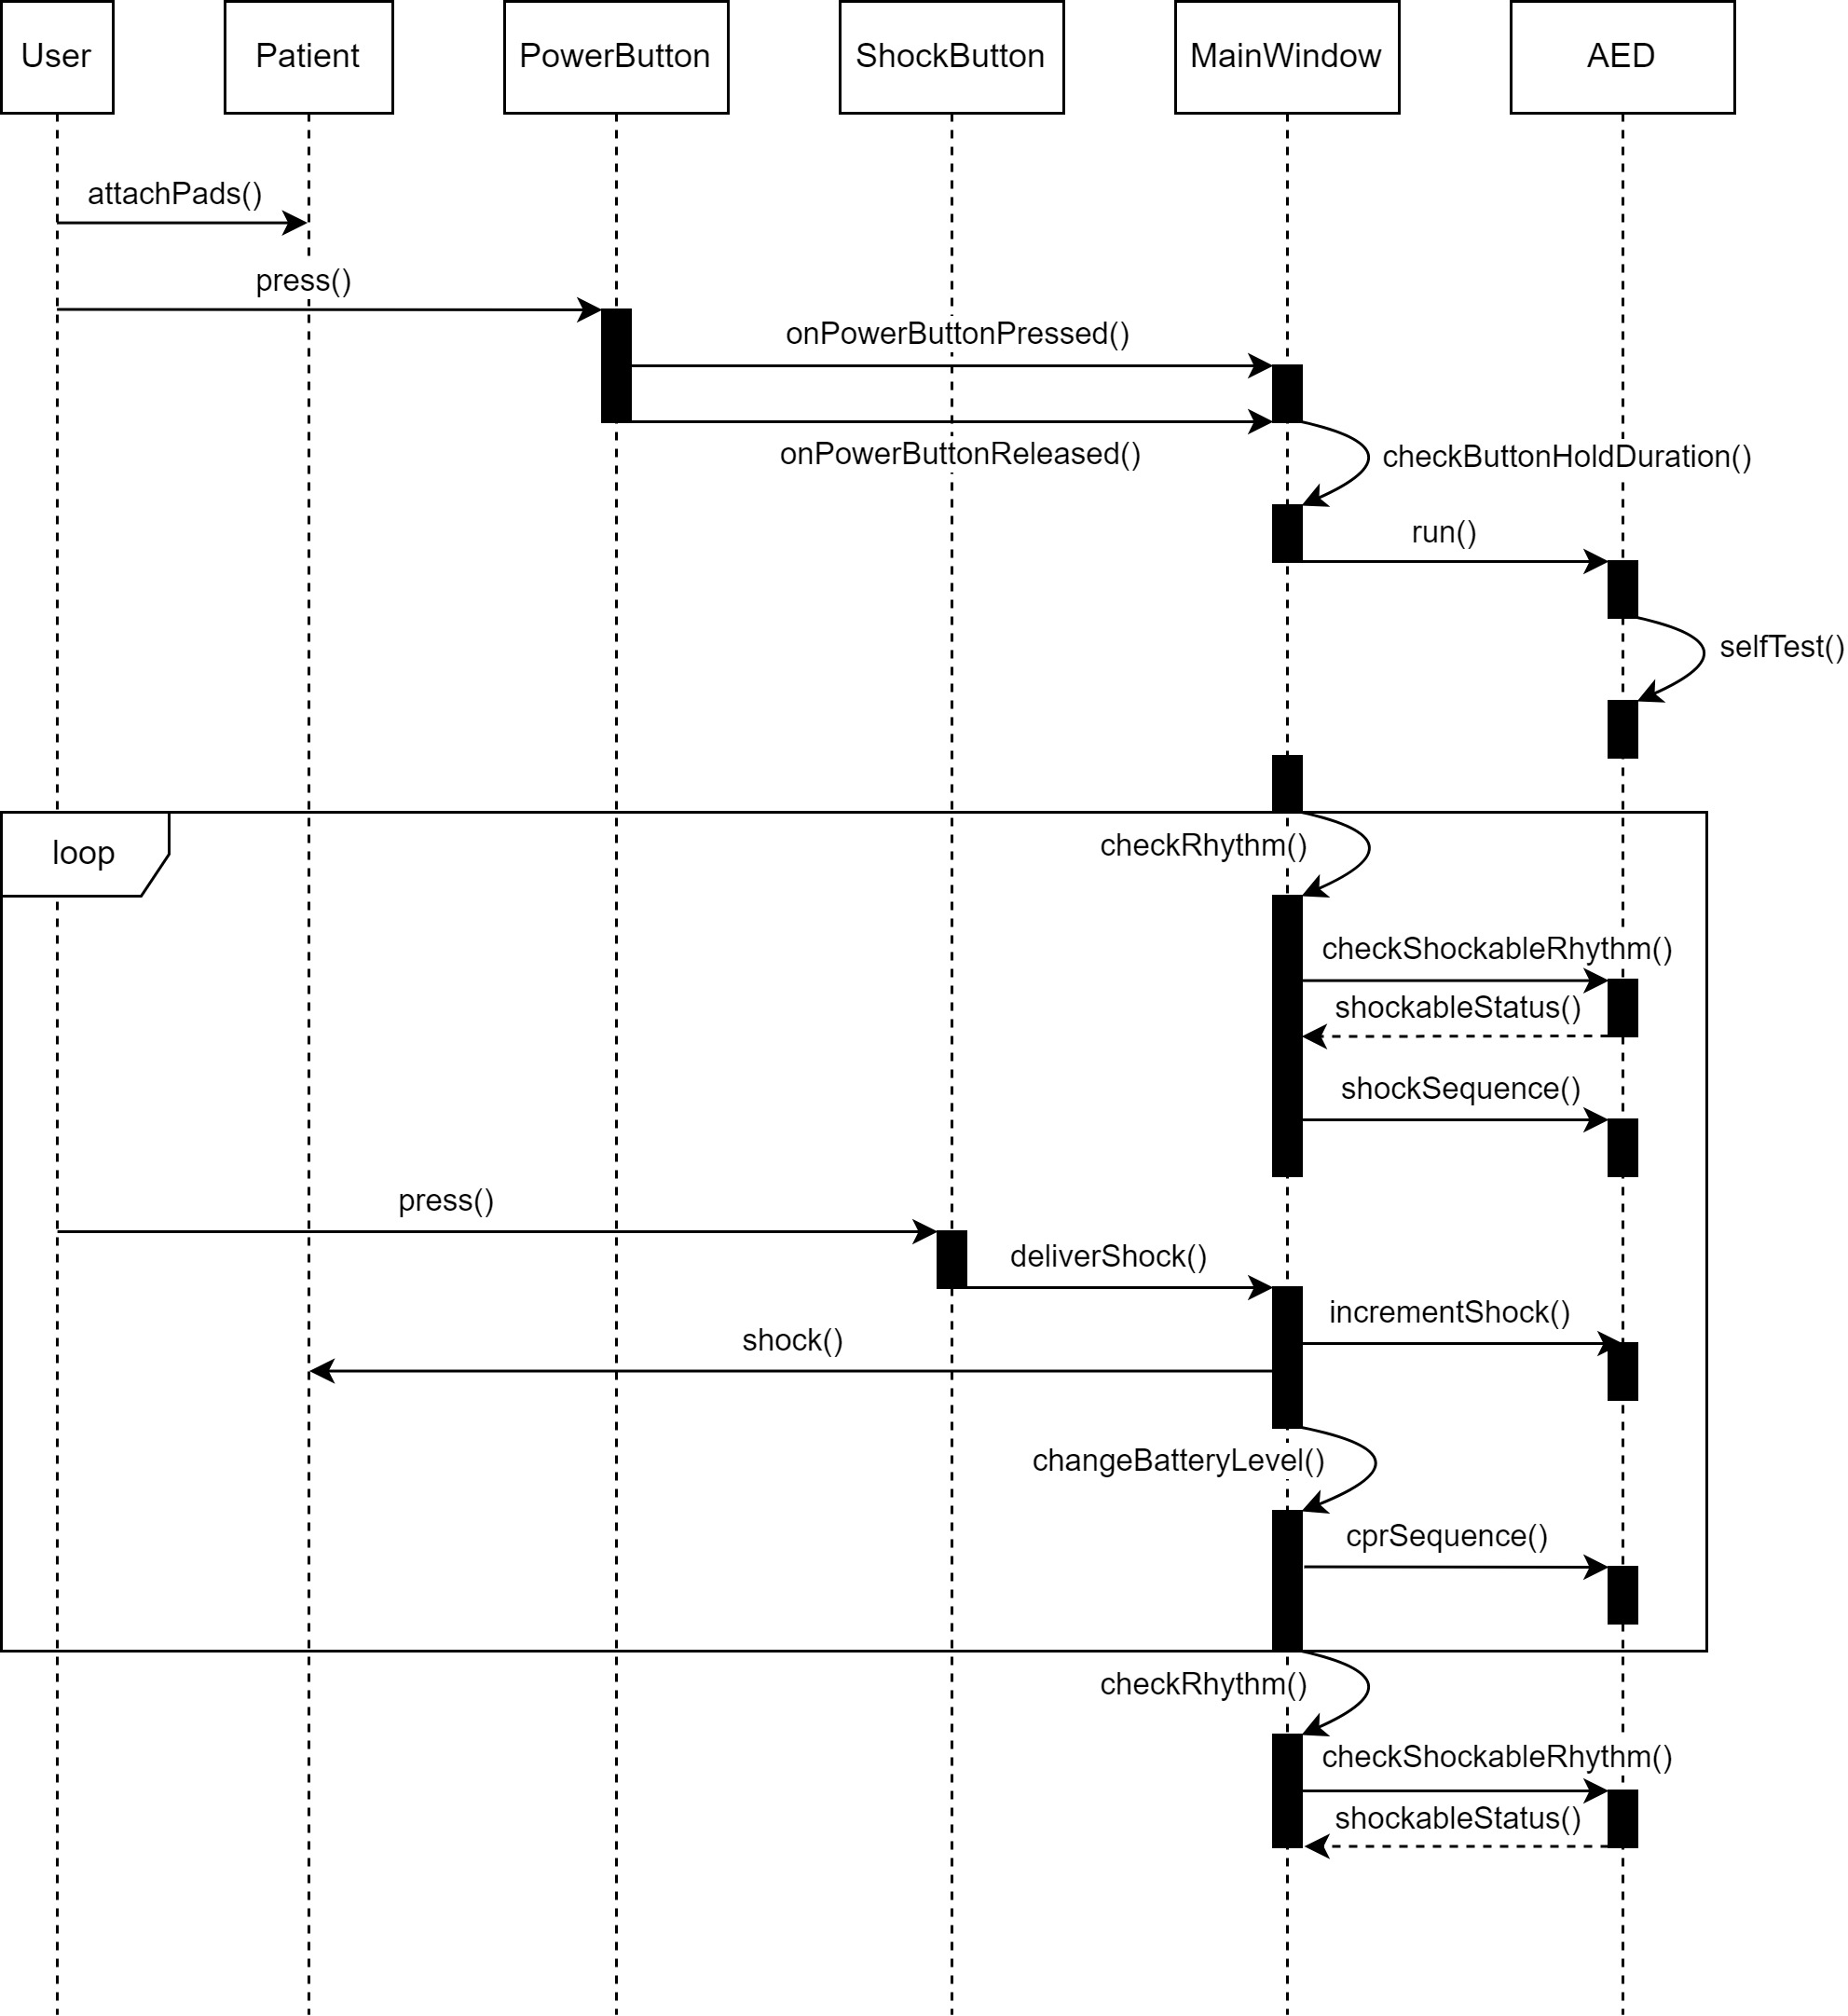 User
Patient
PowerButton
ShockButton
MainWindow
AED
attachPads()
press()
onPowerButtonPressed()
onPowerButtonReleased()
checkButtonHoldDuration()
run()
selfTest()
loop
checkRhythm()
checkShockableRhythm()
shockableStatus()
shockSequence()
press()
deliverShock()
incrementShock()
shock()
changeBatteryLevel()
cprSequence()
checkRhythm()
checkShockableRhythm()
shockableStatus()